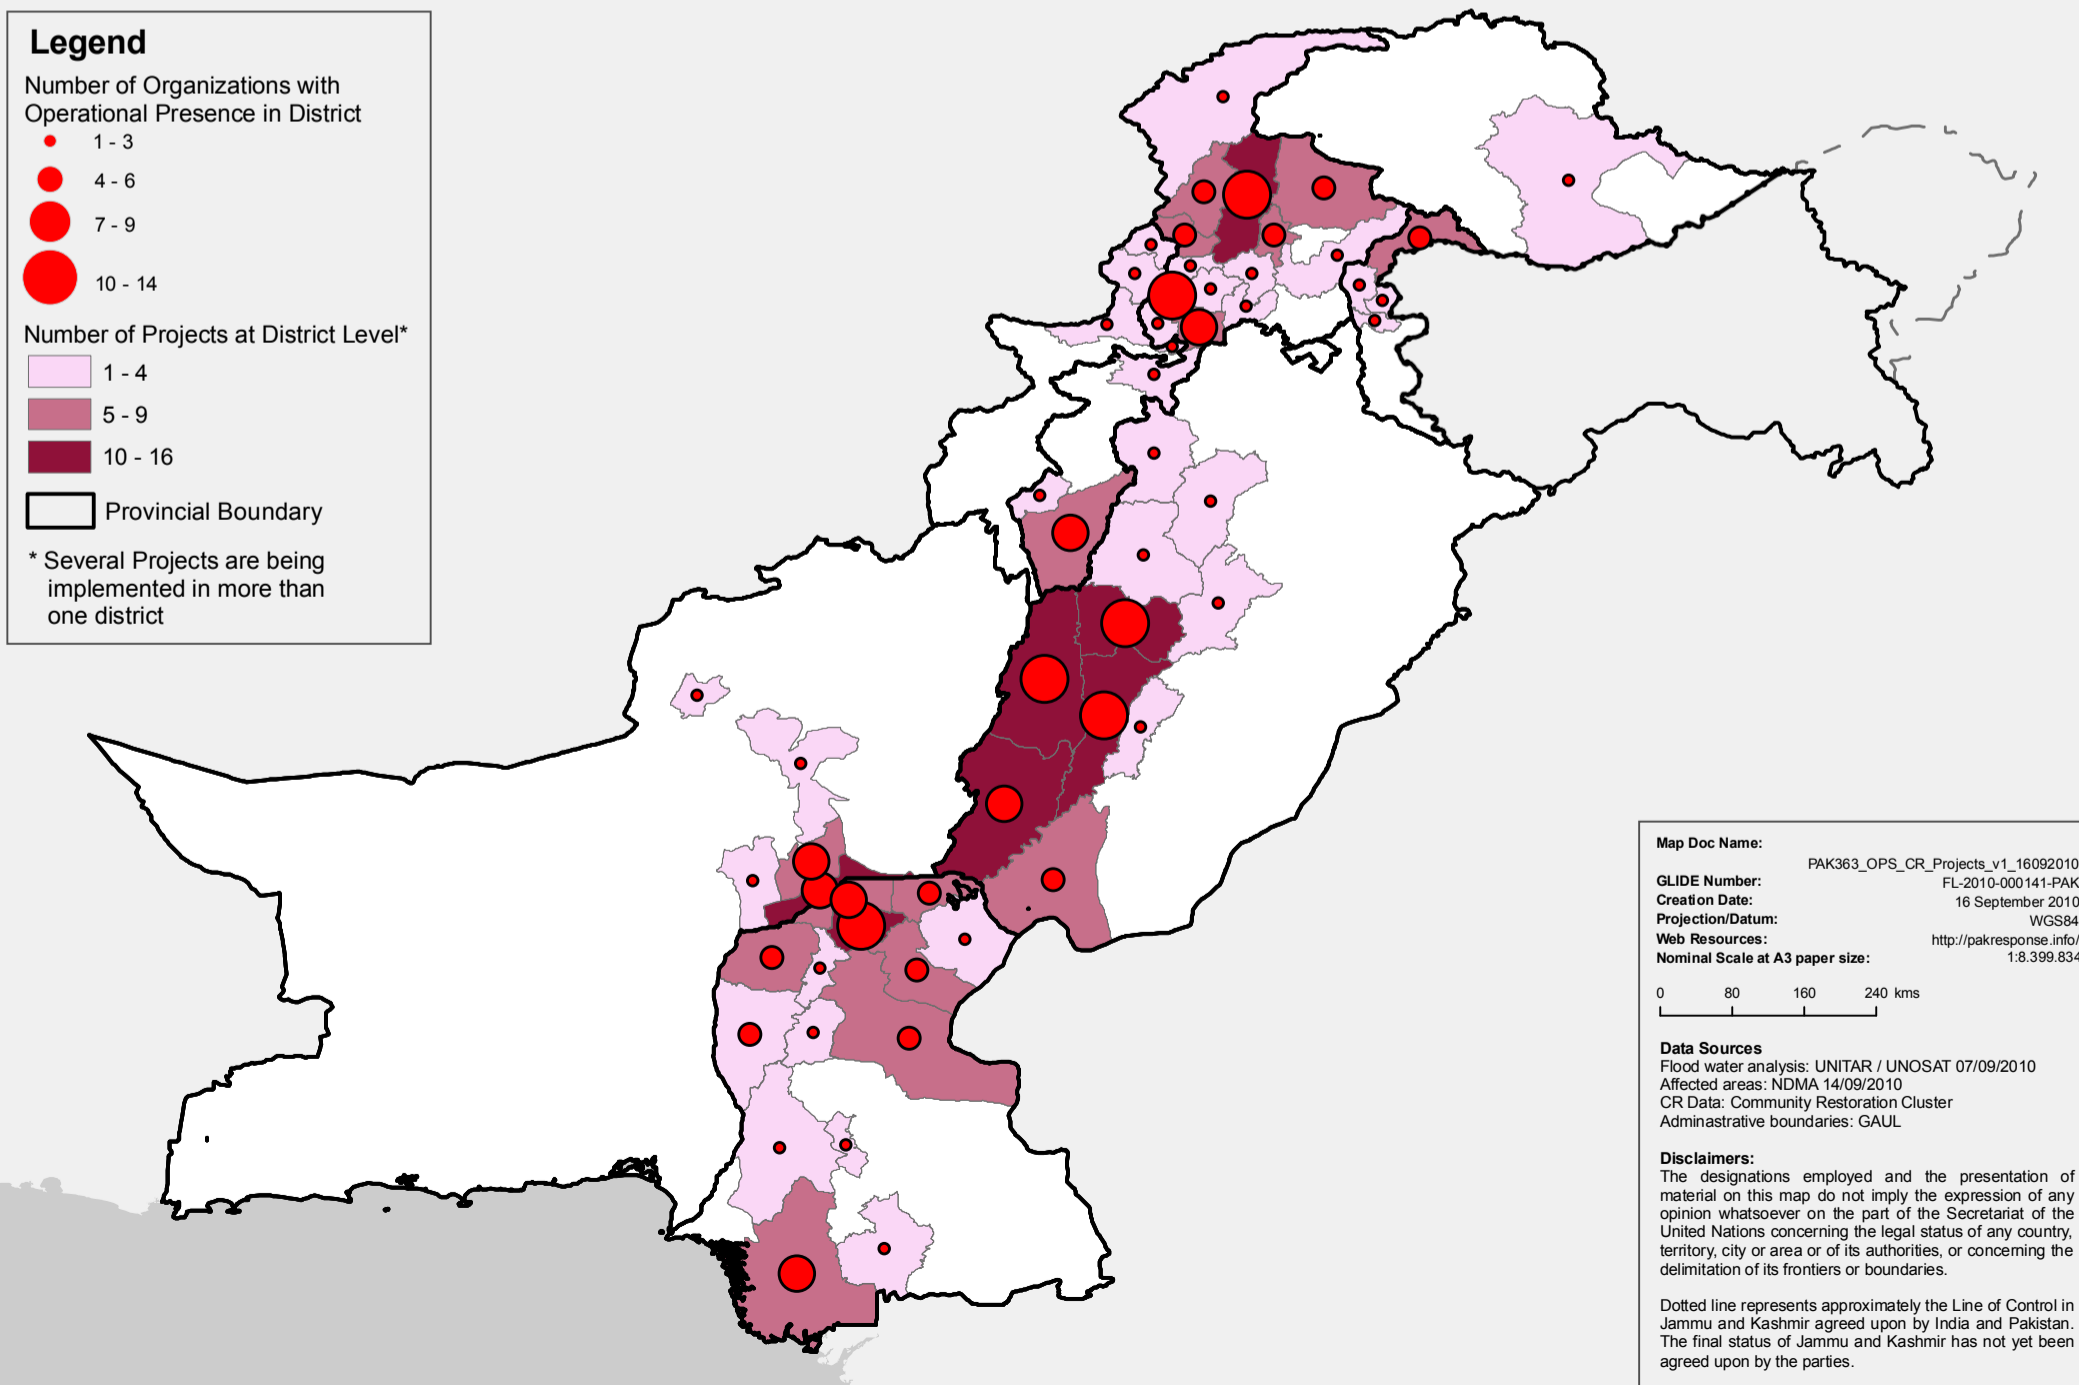 Legend
Number of Organizations with
Operational Presence in District
1 - 3
4 - 6
7 - 9
10 - 14
Number of Projects at District Level*
1 - 4
5 - 9
10 - 16
Provincial Boundary
* Several Projects are being
implemented in more than
one district
Map Doc Name:
PAK363_OPS_CR_Projects_v1_16092010
GLIDE Number: FL-2010-000141-PAK
Creation Date: 16 September 2010
Projection/Datum: WGS84
Web Resources: http://pakresponse.info/
Nominal Scale at A3 paper size: 1:8.399.834
0 80 160 240 kms
Data Sources
Flood water analysis: UNITAR / UNOSAT 07/09/2010
Affected areas: NDMA 14/09/2010
CR Data: Community Restoration Cluster
Adminastrative boundaries: GAUL
Disclaimers:
The designations employed and the presentation of
material on this map do not imply the expression of any
opinion whatsoever on the part of the Secretariat of the
United Nations concerning the legal status of any country,
territory, city or area or of its authorities, or concerning the
delimitation of its frontiers or boundaries.
Dotted line represents approximately the Line of Control in
Jammu and Kashmir agreed upon by India and Pakistan.
The final status of Jammu and Kashmir has not yet been
agreed upon by the parties.